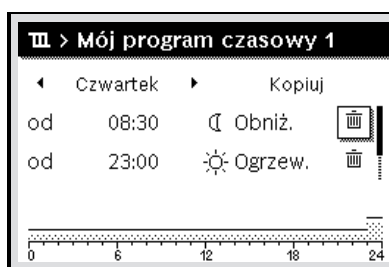 > Mój program czasowy 1
Czwartek Kopiuj
od 08:30 Obniż.
od 23:00 Ogrzew.
0 6 12 18 24